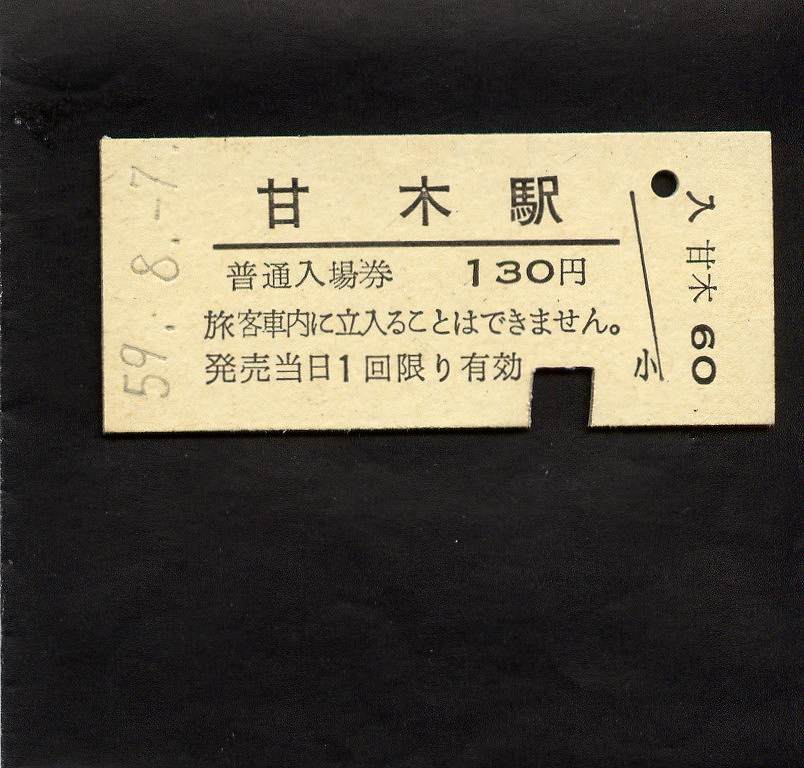 59. 8. -7.
甘木駅
普通入場券 130円
旅客車内に立入ることはできません。
発売当日1回限り有効
小
入 甘木 60